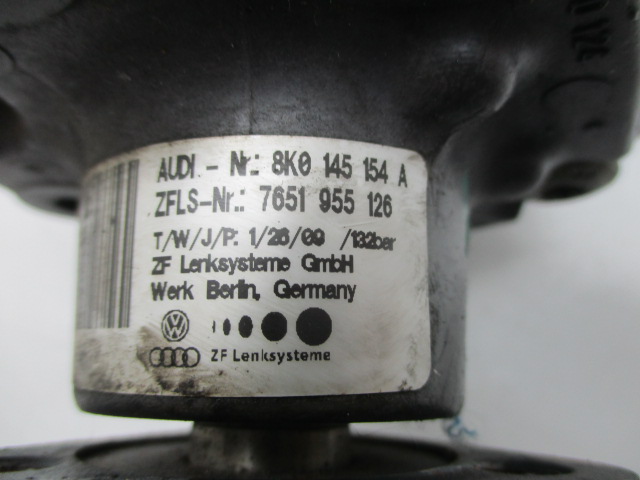 AUDI.- Nr.: 8K0 145 154 A
ZFLS-Nr.: 7651 955 126
T/W/J/P: 1/26/09 /132bar
ZF Lenksysteme GmbH
Werk Berlin, Germany
ZF Lenksysteme